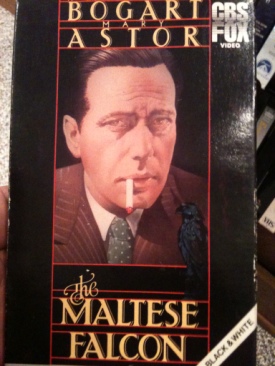 BOGART
MARY
ASTOR
CBS
FOX
VIDEO
The
MALTESE
FALCON
BLACK & WHITE